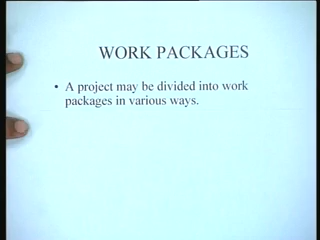 WORK PACKAGES
• A project may be divided into work
packages in various ways.